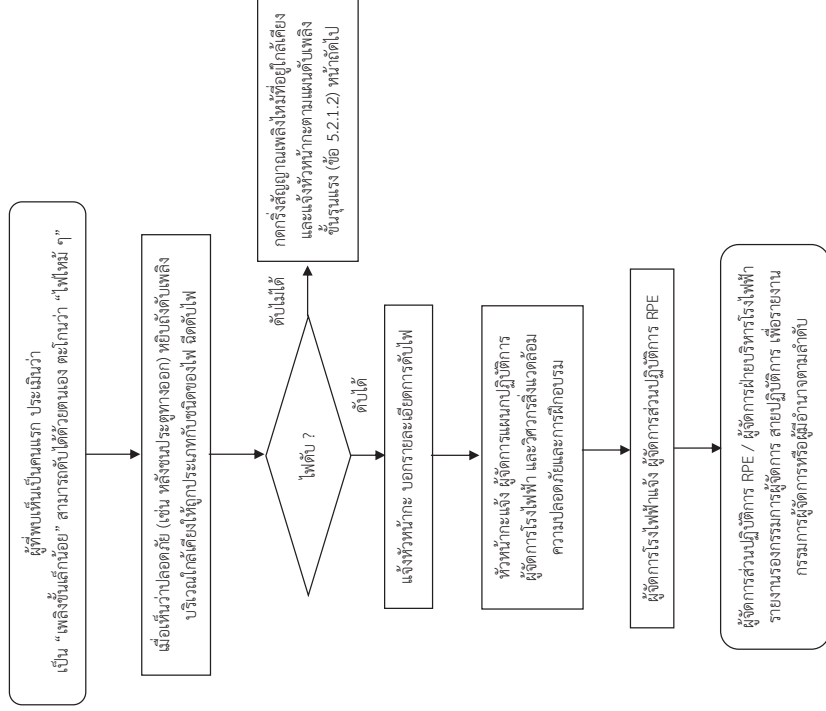 ผู้ที่พบเห็นเป็นคนแรก ประเมินว่า
เป็น “เพลิงขั้นเล็กน้อย” สามารถดับได้ด้วยตนเอง ตะโกนว่า “ไฟไหม้ ๆ”
เมื่อเห็นว่าปลอดภัย (เช่น หลังชนประตูทางออก) หยิบถังดับเพลิง
บริเวณใกล้เคียงให้ถูกประเภทกับชนิดของไฟ ฉีดดับไฟ
ไฟดับ ?
ดับไม่ได้
กดกริ่งสัญญาณเพลิงไหม้ที่อยู่ใกล้เคียง
และแจ้งหัวหน้ากะตามแผนดับเพลิง
ขั้นรุนแรง (ข้อ 5.2.1.2) หน้าถัดไป
ดับได้
แจ้งหัวหน้ากะ บอกรายละเอียดการดับไฟ
หัวหน้ากะแจ้ง ผู้จัดการแผนกปฏิบัติการ
ผู้จัดการโรงไฟฟ้า และวิศวกรสิ่งแวดล้อม
ความปลอดภัยและการฝึกอบรม
ผู้จัดการโรงไฟฟ้าแจ้ง ผู้จัดการส่วนปฏิบัติการ RPE
ผู้จัดการส่วนปฏิบัติการ RPE / ผู้จัดการฝ่ายบริหารโรงไฟฟ้า
รายงานรองกรรมการผู้จัดการ สายปฏิบัติการ เพื่อรายงาน
กรรมการผู้จัดการหรือผู้มีอำนาจตามลำดับ